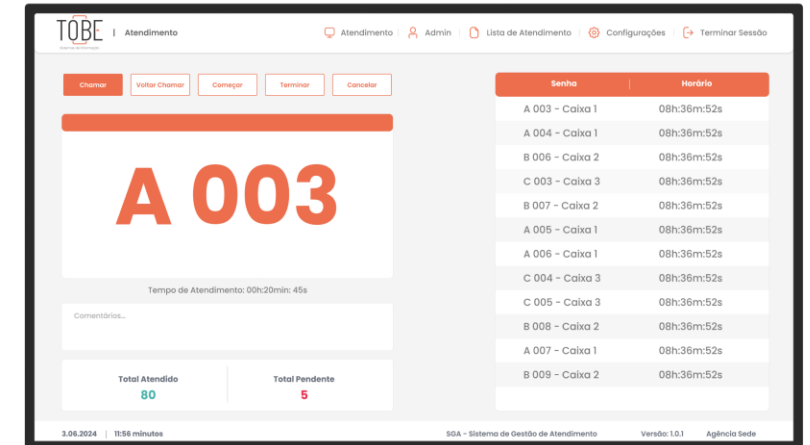 TOBE | Atendimento
Sistemas de Informação
Atendimento | Admin | Lista de Atendimento | Configurações | Terminar Sessão
Chamar Voltar Chamar Começar Terminar Cancelar
A 003
Tempo de Atendimento: 00h:20min: 45s
Comentários...
Total Atendido Total Pendente
80 5
Senha | Horário
A 003 - Caixa 1 08h:36m:52s
A 004 - Caixa 1 08h:36m:52s
B 006 - Caixa 2 08h:36m:52s
C 003 - Caixa 3 08h:36m:52s
B 007 - Caixa 2 08h:36m:52s
A 005 - Caixa 1 08h:36m:52s
A 006 - Caixa 1 08h:36m:52s
C 004 - Caixa 3 08h:36m:52s
C 005 - Caixa 3 08h:36m:52s
B 008 - Caixa 2 08h:36m:52s
A 007 - Caixa 1 08h:36m:52s
B 009 - Caixa 2 08h:36m:52s
3.06.2024 | 11:56 minutos SGA - Sistema de Gestão de Atendimento Versão: 1.0.1 Agência Sede